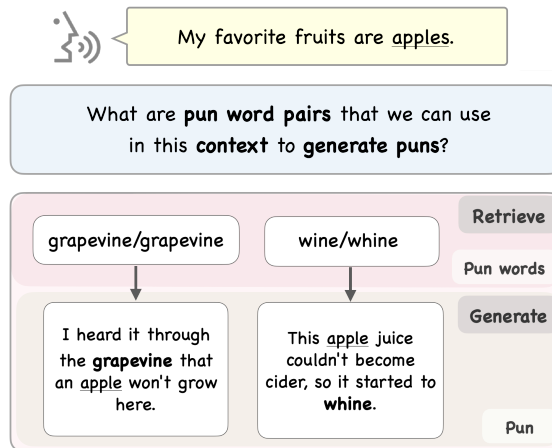 My favorite fruits are apples.
What are pun word pairs that we can use
in this context to generate puns?
Retrieve
grapevine/grapevine
wine/whine
Pun words
Generate
I heard it through
the grapevine that
an apple won't grow
here.
This apple juice
couldn't become
cider, so it started to
whine.
Pun